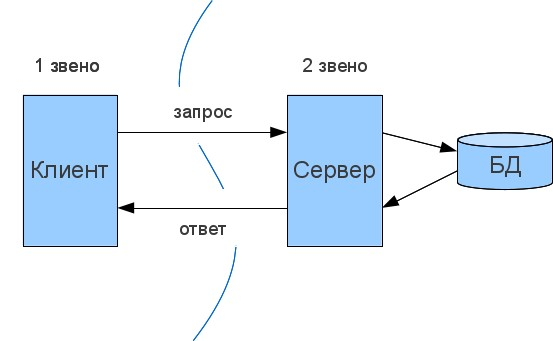 1 звено
2 звено
запрос
Клиент
Сервер
БД
ответ